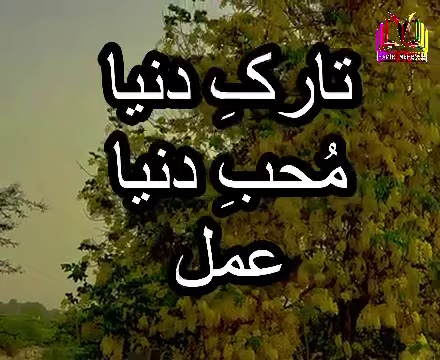 تارکِ دنیا
مُحبِ دنیا
عمل